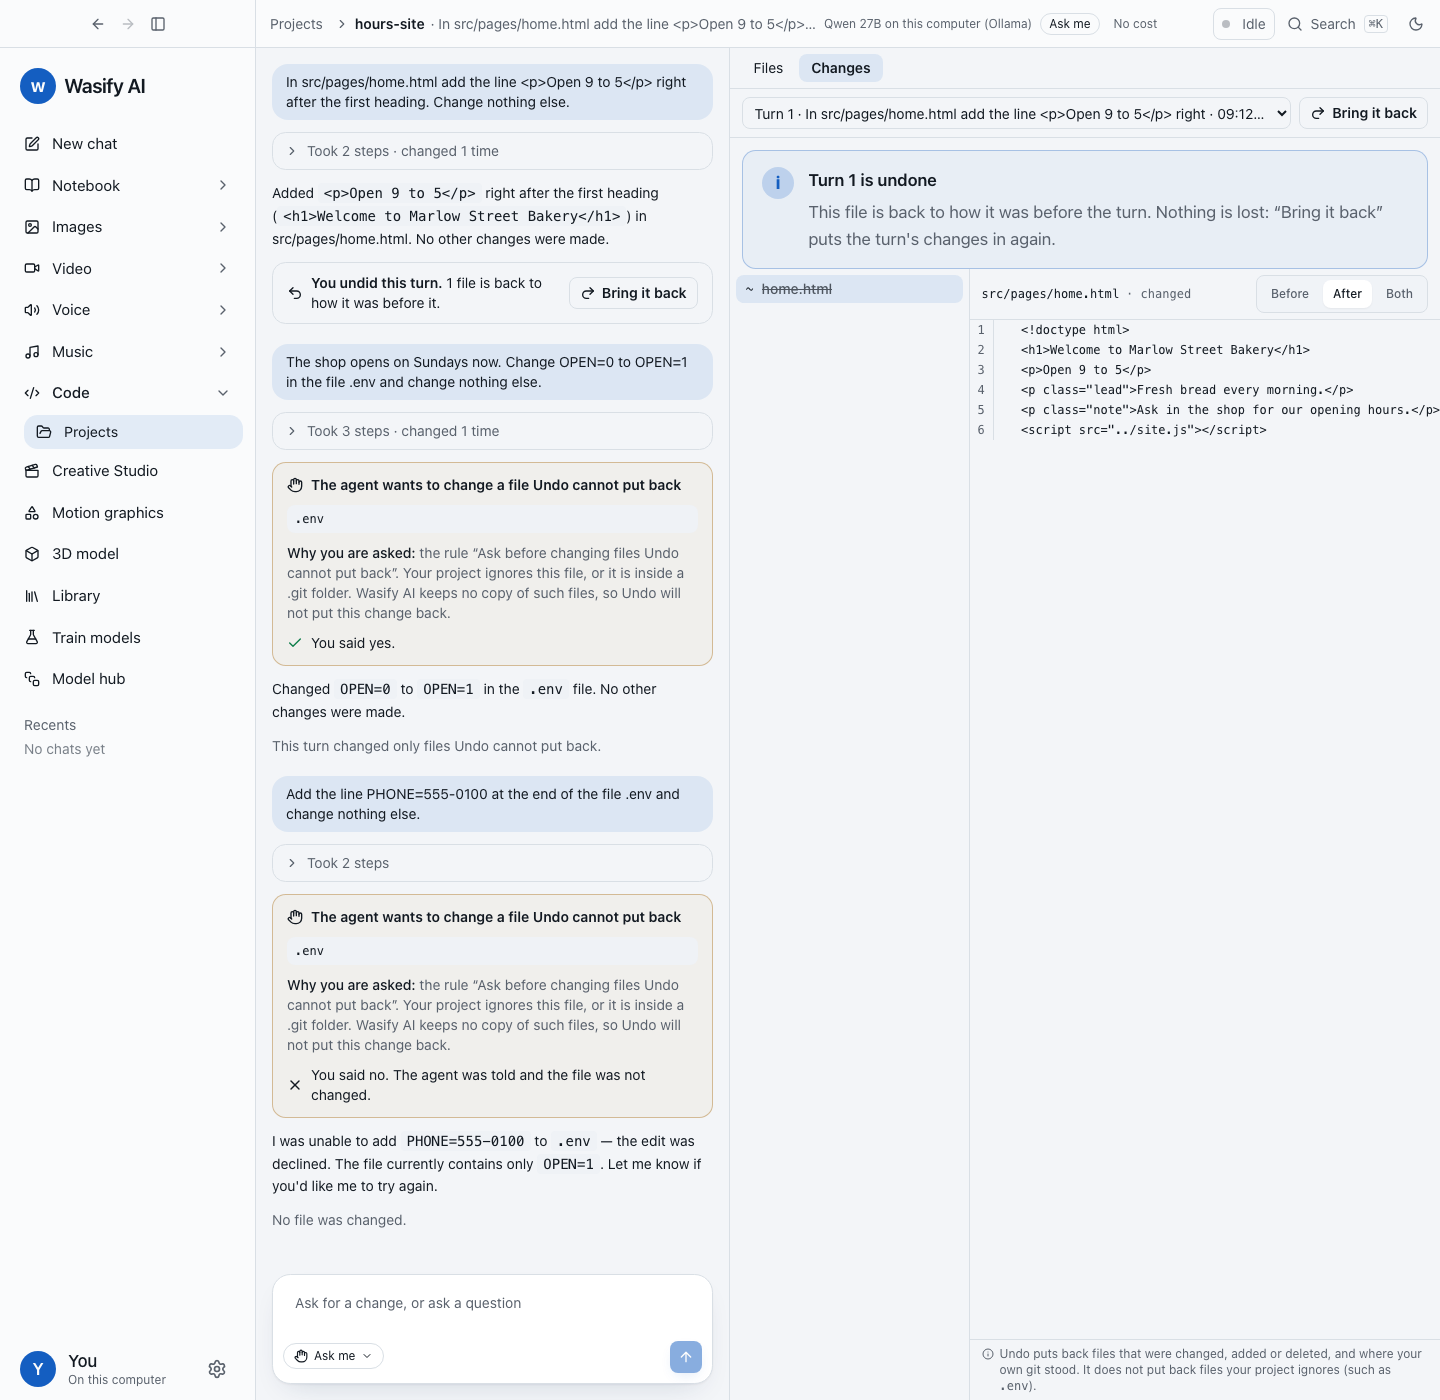 Projects
hours-site · In src/pages/home.html add the line <p>Open 9 to 5</p>...
Qwen 27B on this computer (Ollama)
Ask me
No cost
Idle
Search
⌘K
W
Wasify AI
New chat
Notebook
Images
Video
Voice
Music
Code
Projects
Creative Studio
Motion graphics
3D model
Library
Train models
Model hub
Recents
No chats yet
Y
You
On this computer
In src/pages/home.html add the line <p>Open 9 to 5</p> right
after the first heading. Change nothing else.
Took 2 steps · changed 1 time
Added <p>Open 9 to 5</p> right after the first heading
( <h1>Welcome to Marlow Street Bakery</h1> ) in
src/pages/home.html. No other changes were made.
You undid this turn. 1 file is back to
how it was before it.
Bring it back
The shop opens on Sundays now. Change OPEN=0 to OPEN=1
in the file .env and change nothing else.
Took 3 steps · changed 1 time
The agent wants to change a file Undo cannot put back
.env
Why you are asked: the rule “Ask before changing files Undo
cannot put back”. Your project ignores this file, or it is inside a
.git folder. Wasify AI keeps no copy of such files, so Undo will
not put this change back.
You said yes.
Changed OPEN=0 to OPEN=1 in the .env file. No other
changes were made.
This turn changed only files Undo cannot put back.
Add the line PHONE=555-0100 at the end of the file .env and
change nothing else.
Took 2 steps
The agent wants to change a file Undo cannot put back
.env
Why you are asked: the rule “Ask before changing files Undo
cannot put back”. Your project ignores this file, or it is inside a
.git folder. Wasify AI keeps no copy of such files, so Undo will
not put this change back.
You said no. The agent was told and the file was not
changed.
I was unable to add PHONE=555-0100 to .env — the edit was
declined. The file currently contains only OPEN=1 . Let me know if
you'd like me to try again.
No file was changed.
Ask for a change, or ask a question
Ask me
Files
Changes
Turn 1 · In src/pages/home.html add the line <p>Open 9 to 5</p> right · 09:12...
Bring it back
i
Turn 1 is undone
This file is back to how it was before the turn. Nothing is lost: “Bring it back”
puts the turn's changes in again.
~ home.html
src/pages/home.html · changed
Before
After
Both
1 <!doctype html>
2 <h1>Welcome to Marlow Street Bakery</h1>
3 <p>Open 9 to 5</p>
4 <p class="lead">Fresh bread every morning.</p>
5 <p class="note">Ask in the shop for our opening hours.</p>
6 <script src="../site.js"></script>
Undo puts back files that were changed, added or deleted, and where your
own git stood. It does not put back files your project ignores (such as
.env).